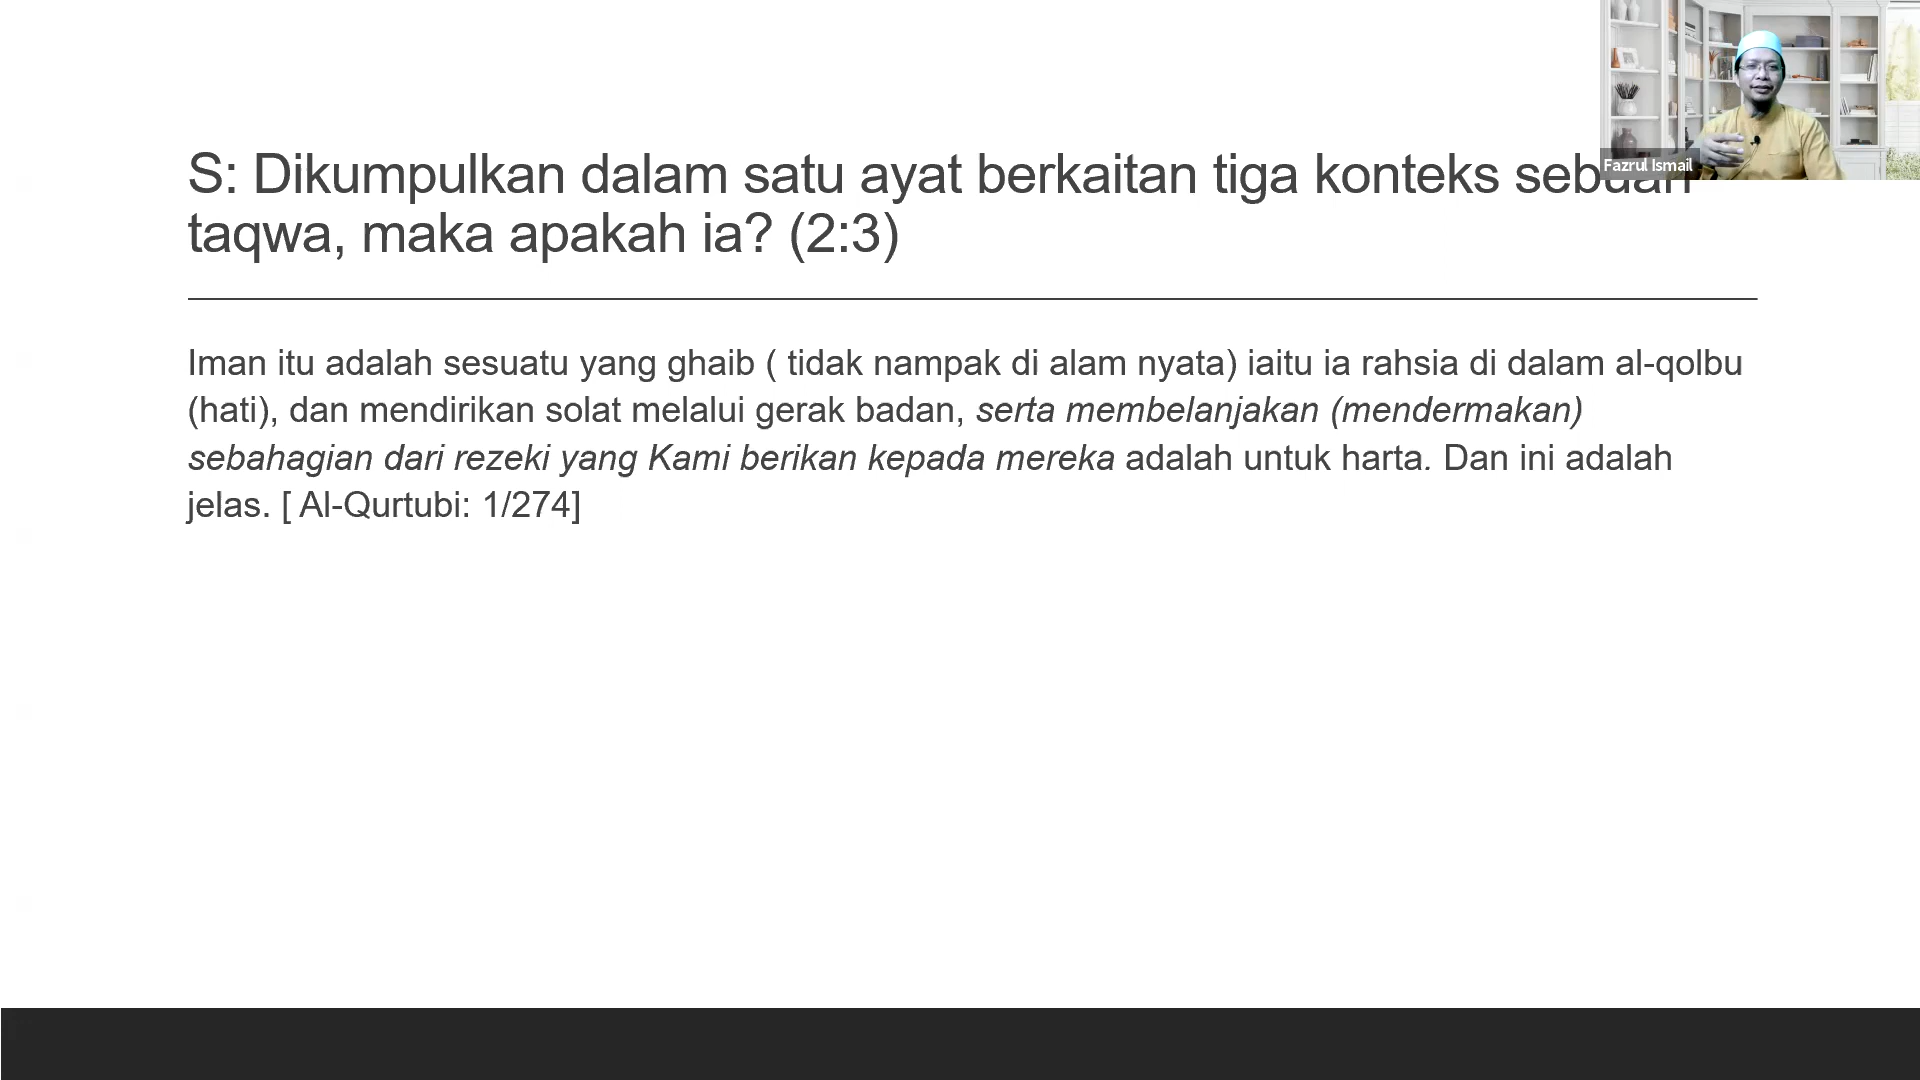 S: Dikumpulkan dalam satu ayat berkaitan tiga konteks sebuah
taqwa, maka apakah ia? (2:3)
Iman itu adalah sesuatu yang ghaib ( tidak nampak di alam nyata) iaitu ia rahsia di dalam al-qolbu
(hati), dan mendirikan solat melalui gerak badan, serta membelanjakan (mendermakan)
sebahagian dari rezeki yang Kami berikan kepada mereka adalah untuk harta. Dan ini adalah
jelas. [ Al-Qurtubi: 1/274]
Fazrul Ismail